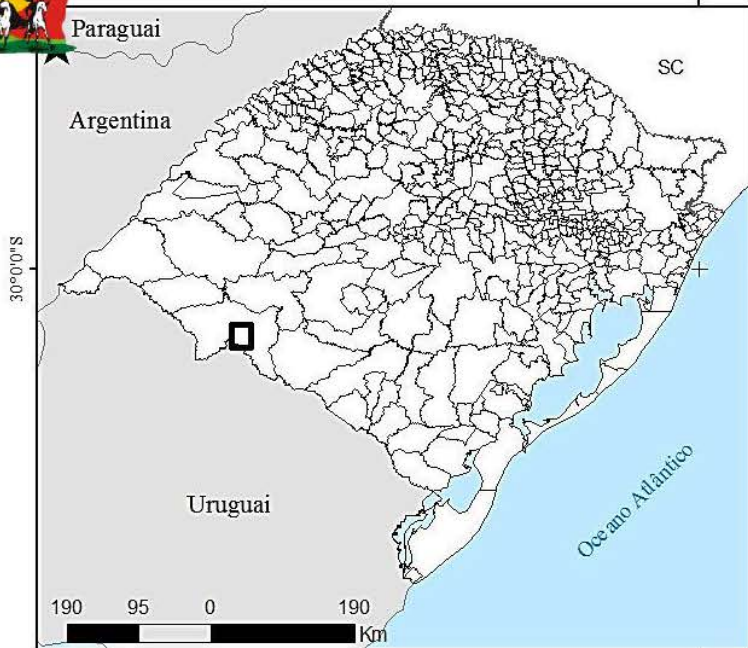 Paraguai
SC
Argentina
30°0'0"S
Uruguai
Oceano Atlântico
190 95 0 190
Km